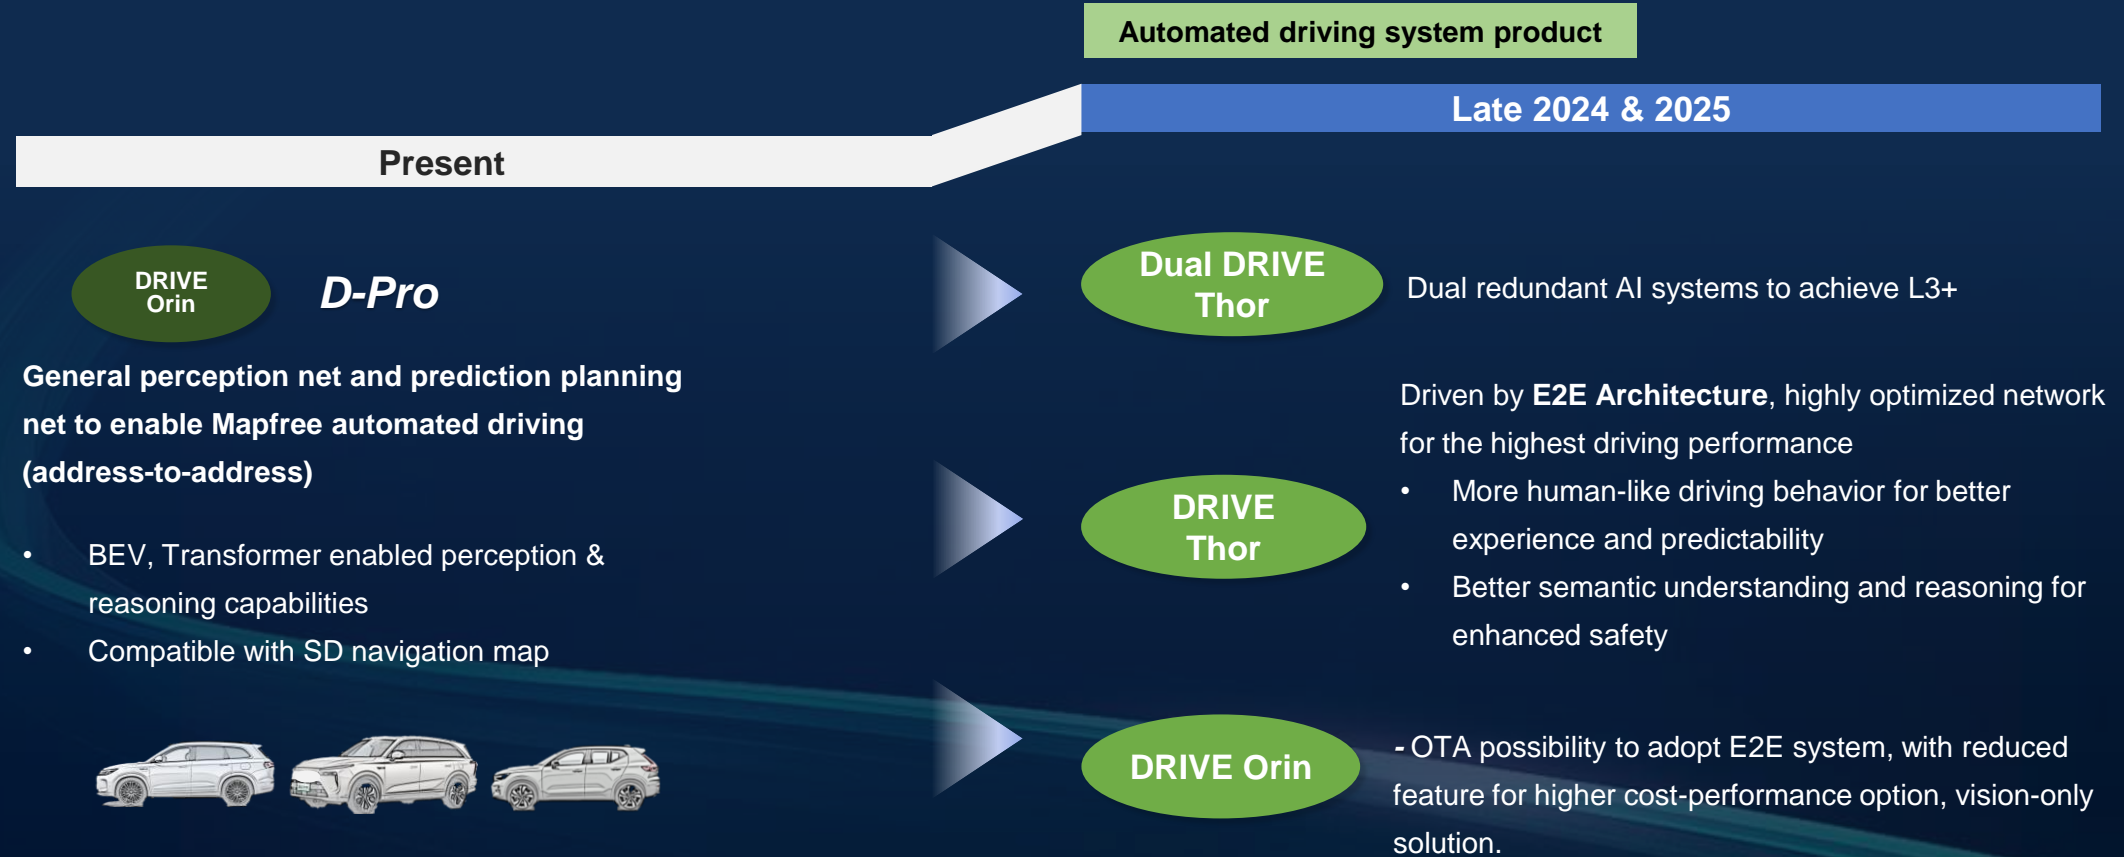 Automated driving system product
Late 2024 & 2025
Present
DRIVE
Orin
D-Pro
General perception net and prediction planning
net to enable Mapfree automated driving
(address-to-address)
• BEV, Transformer enabled perception &
reasoning capabilities
• Compatible with SD navigation map
Dual DRIVE
Thor
Dual redundant AI systems to achieve L3+
DRIVE
Thor
Driven by E2E Architecture, highly optimized network
for the highest driving performance
• More human-like driving behavior for better
experience and predictability
• Better semantic understanding and reasoning for
enhanced safety
DRIVE Orin
- OTA possibility to adopt E2E system, with reduced
feature for higher cost-performance option, vision-only
solution.